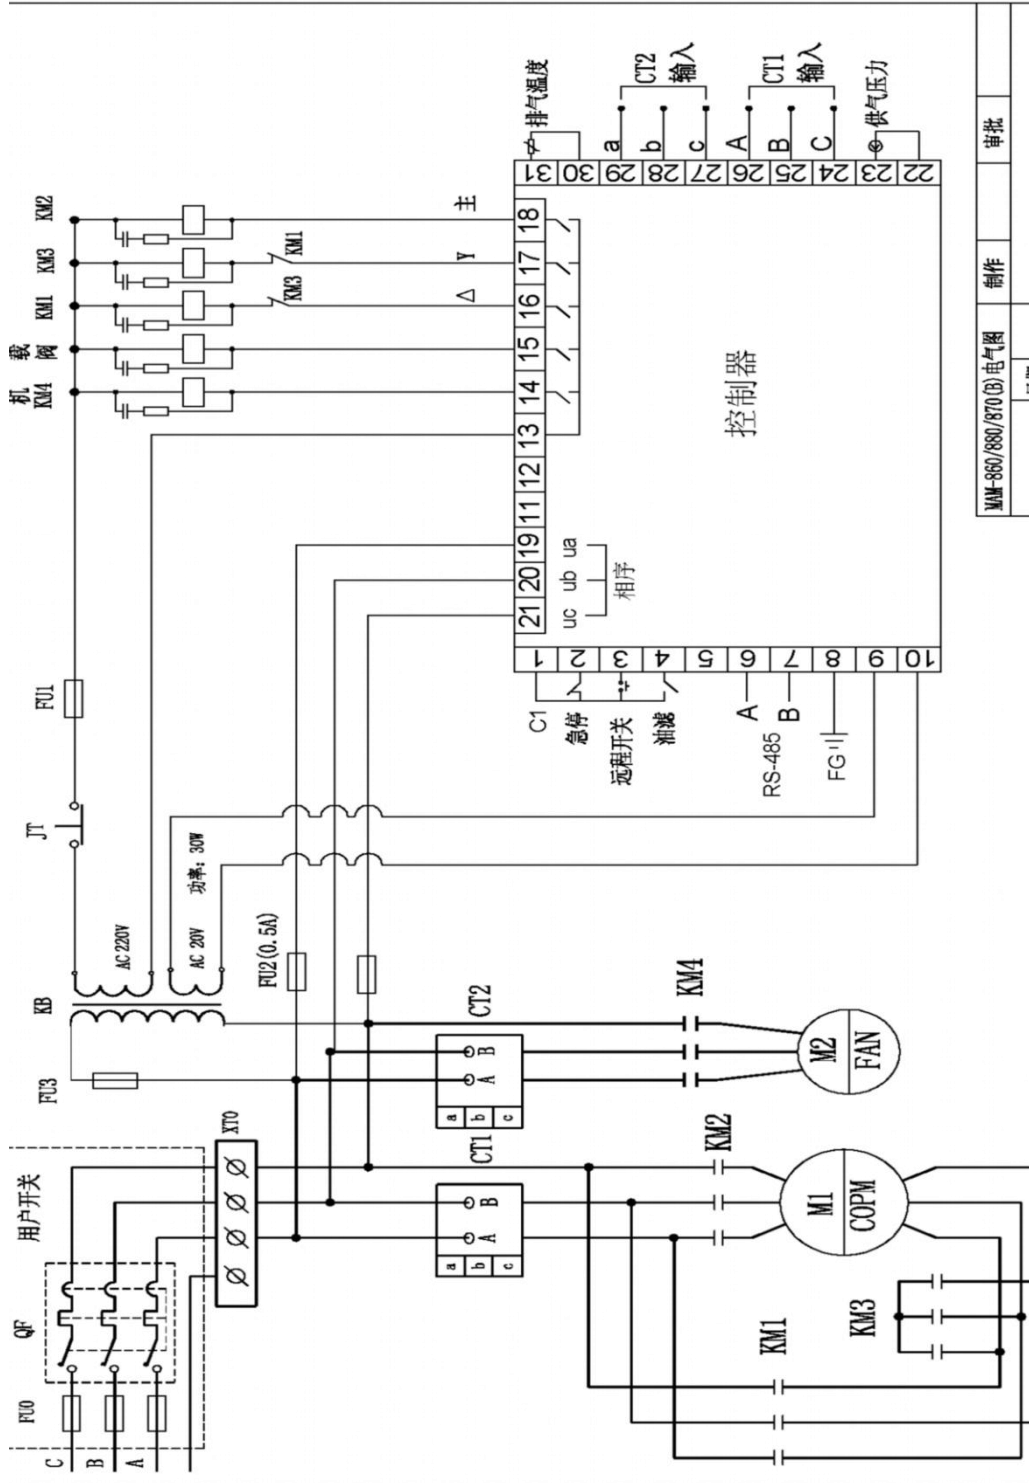 C
B
A
FU0
QF
用户开关
XT0
FU3
KB
AC 220V
AC 20V
功率: 30W
JT
FU1
机
KM4
载
阀
KM1
KM3
KM2
FU2(0.5A)
KM3
KM1
△
Y
主
21
20
19
11
12
13
14
15
16
17
18
uc
ub
ua
相序
控制器
1
2
3
4
5
6
7
8
9
10
C1
急停
远程开关
油滤
A
B
RS-485
FG
31
30
29
28
27
26
25
24
23
22
排气温度
a
b
c
CT2
输入
A
B
C
CT1
输入
供气压力
a
b
c
A
B
CT1
a
b
c
A
B
CT2
KM2
KM4
M1
COPM
M2
FAN
KM1
KM3
MAM-860/880/870(B)电气图
制作
审批